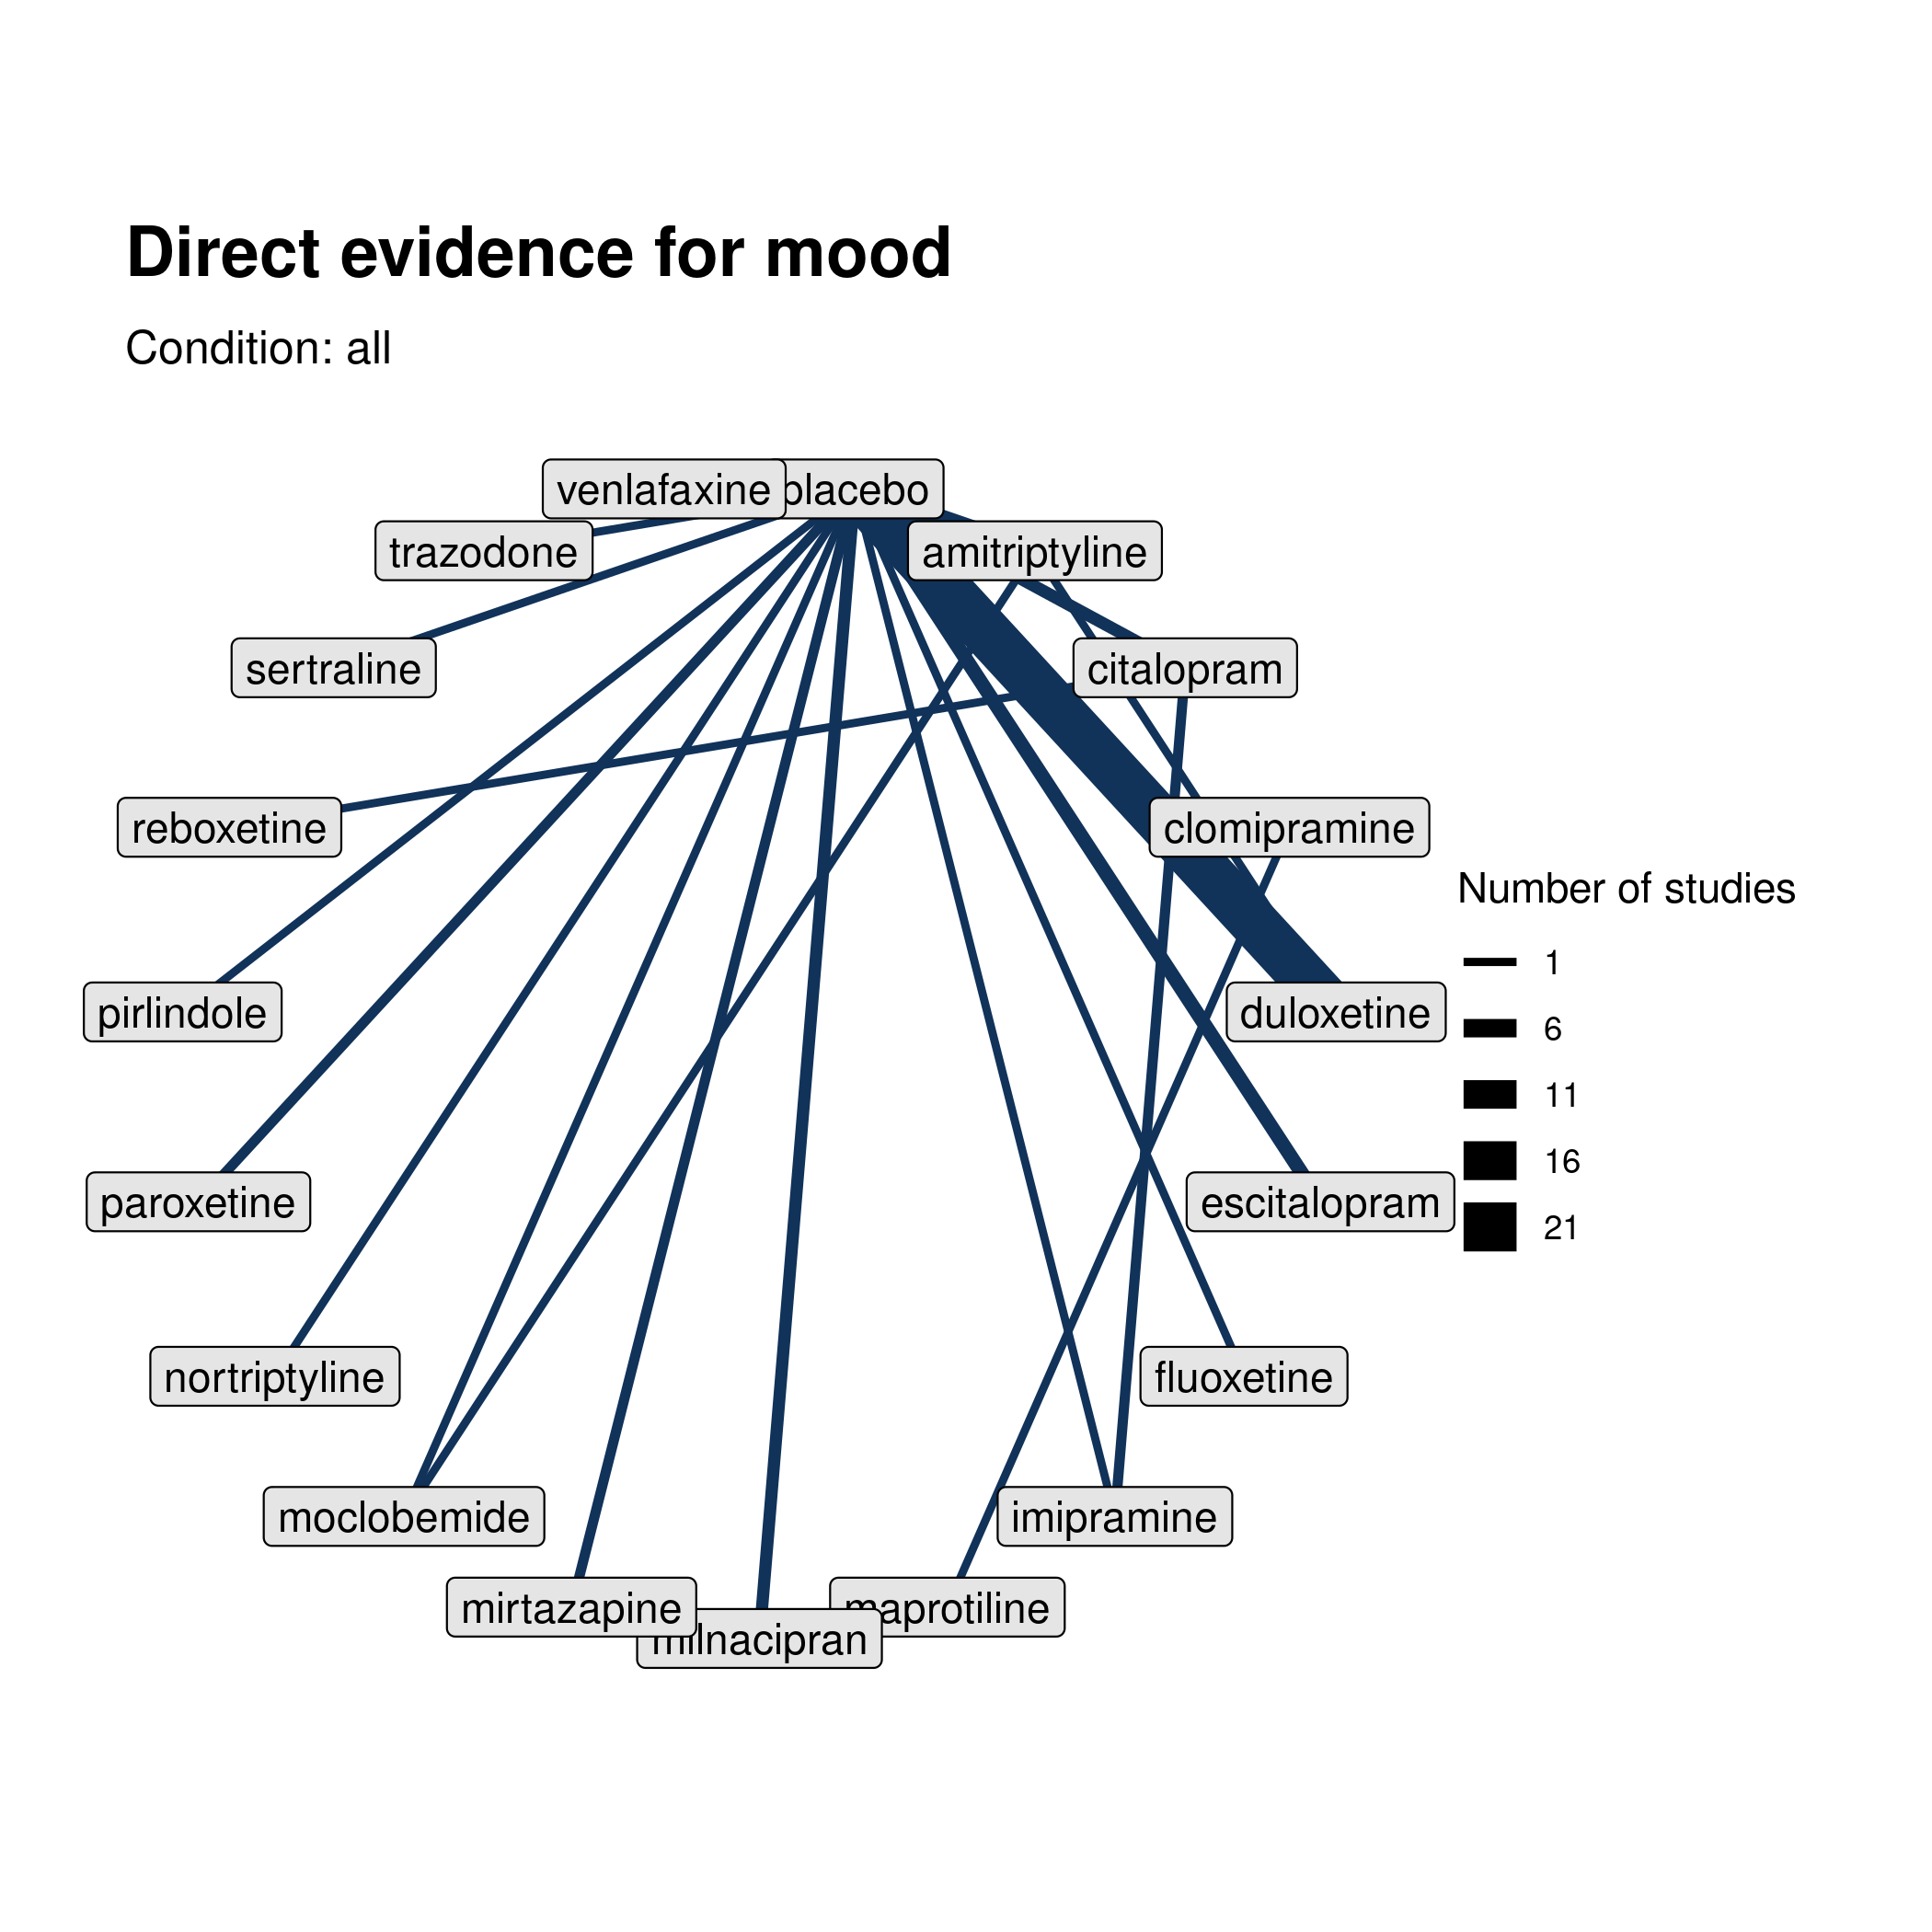 Direct evidence for mood
Condition: all
venlafaxine
placebo
trazodone
amitriptyline
sertraline
citalopram
reboxetine
clomipramine
Number of studies
1
6
11
16
21
pirlindole
duloxetine
paroxetine
escitalopram
nortriptyline
fluoxetine
moclobemide
imipramine
mirtazapine
maprotiline
milnacipran